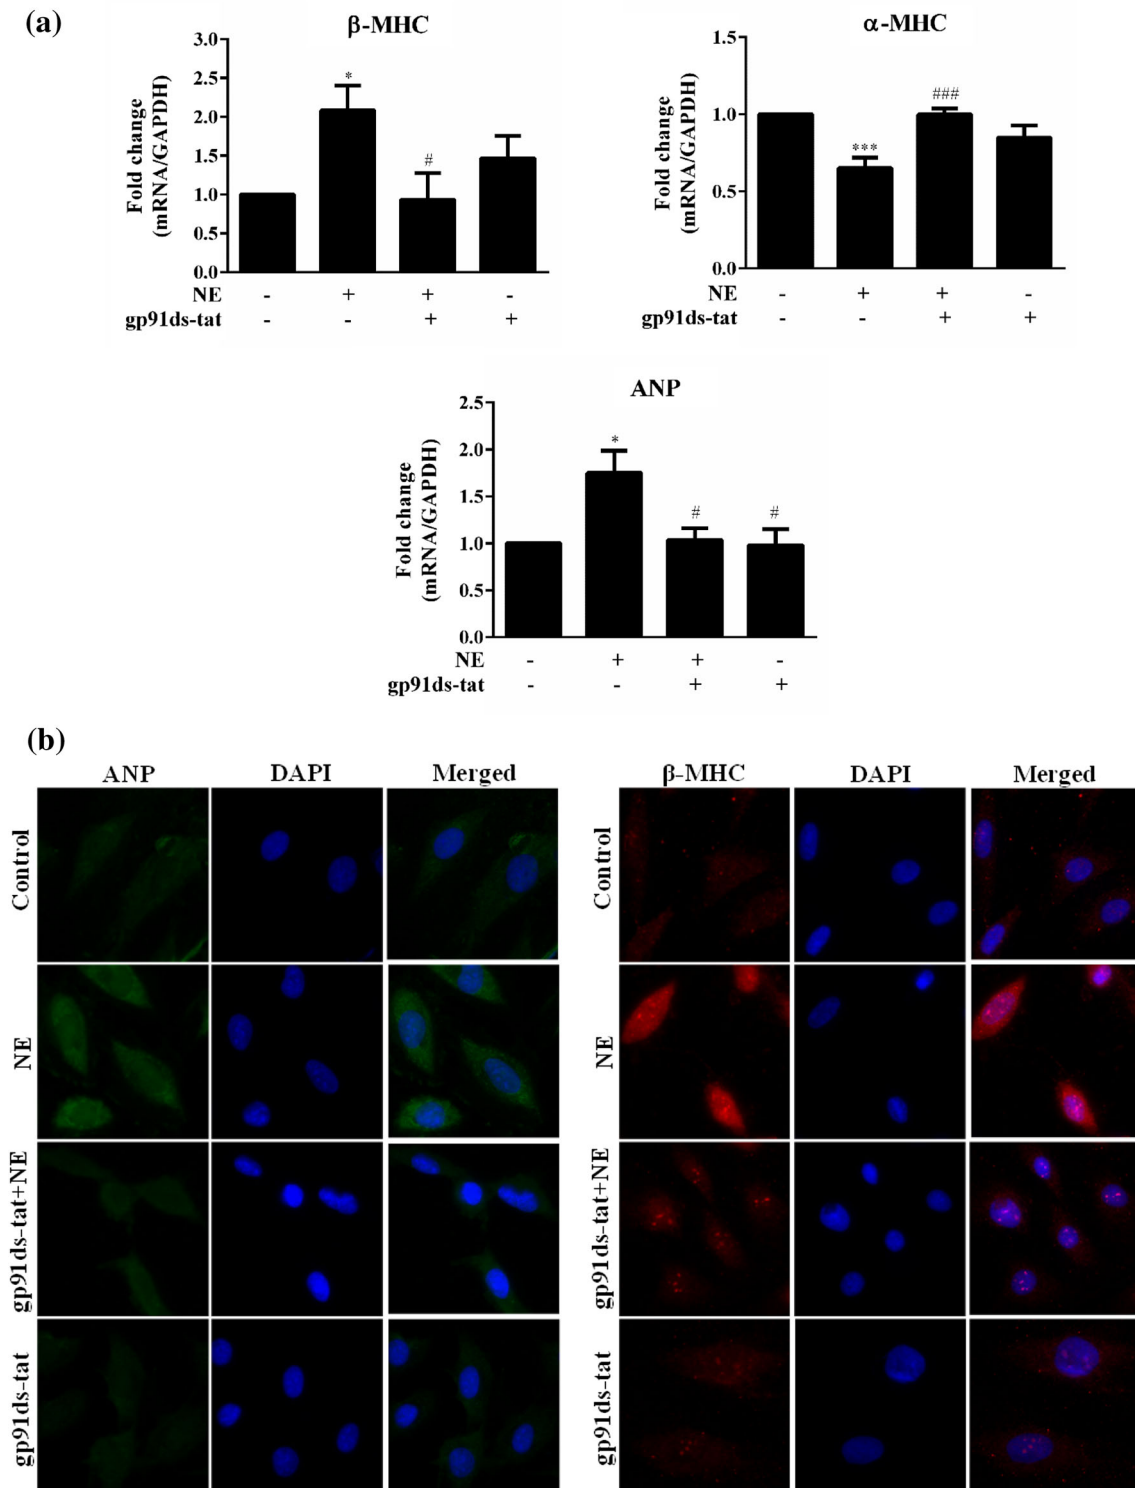 (a)
β-MHC
3.0
2.5
2.0
1.5
1.0
0.5
0.0
Fold change
(mRNA/GAPDH)
*
#
NE - + + -
gp91ds-tat - - + +
α-MHC
1.5
1.0
0.5
0.0
Fold change
(mRNA/GAPDH)
***
###
NE - + + -
gp91ds-tat - - + +
ANP
2.5
2.0
1.5
1.0
0.5
0.0
Fold change
(mRNA/GAPDH)
*
#
#
NE - + + -
gp91ds-tat - - + +
(b)
ANP DAPI Merged
Control
NE
gp91ds-tat+NE
gp91ds-tat
β-MHC DAPI Merged
Control
NE
gp91ds-tat+NE
gp91ds-tat